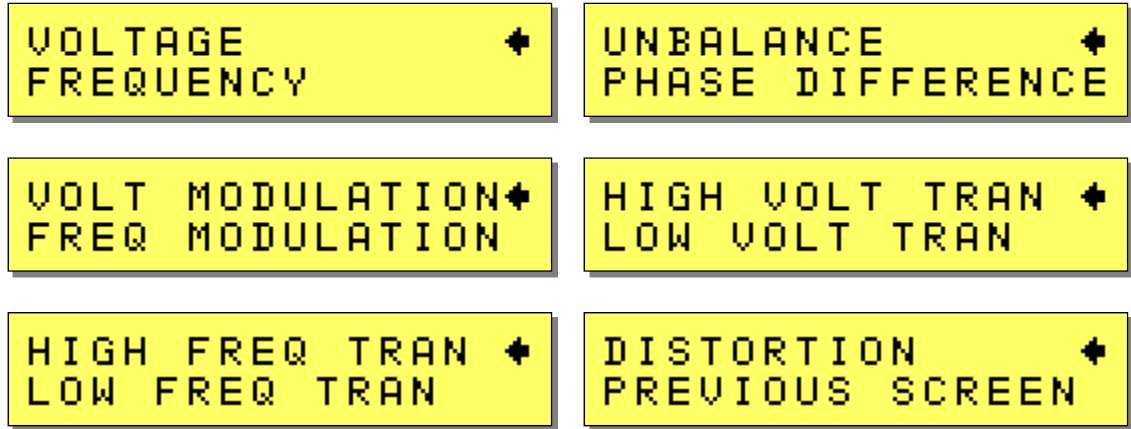 VOLTAGE
FREQUENCY
UNBALANCE
PHASE DIFFERENCE
VOLT MODULATION
FREQ MODULATION
HIGH VOLT TRAN
LOW VOLT TRAN
HIGH FREQ TRAN
LOW FREQ TRAN
DISTORTION
PREVIOUS SCREEN